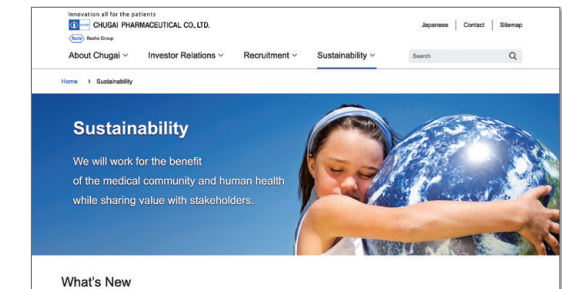 Innovation all for the patients
CHUGAI PHARMACEUTICAL CO., LTD.
Roche Roche Group
Japanese Contact Sitemap
About Chugai Investor Relations Recruitment Sustainability Search
Home > Sustainability
Sustainability
We will work for the benefit
of the medical community and human health
while sharing value with stakeholders.
What's New